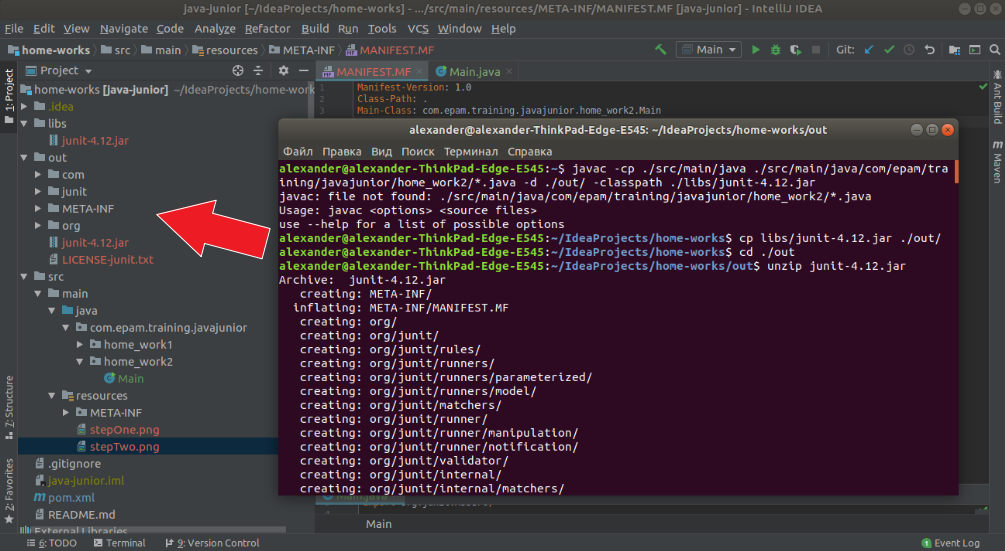 java-junior [~/IdeaProjects/home-works] - .../src/main/resources/META-INF/MANIFEST.MF [java-junior] - IntelliJ IDEA
File Edit View Navigate Code Analyze Refactor Build Run Tools VCS Window Help
home-works src main resources META-INF MANIFEST.MF Main Git:
Project
1: Project
home-works [java-junior] ~/IdeaProjects/home-work
.idea
libs
junit-4.12.jar
out
com
junit
META-INF
org
junit-4.12.jar
LICENSE-junit.txt
src
main
java
com.epam.training.javajunior
home_work1
home_work2
Main
resources
META-INF
stepOne.png
stepTwo.png
.gitignore
java-junior.iml
pom.xml
README.md
External Libraries
Z: Structure
2: Favorites
MANIFEST.MF Main.java
1 Manifest-Version: 1.0
2 Class-Path: .
3 Main-Class: com.epam.training.javajunior.home_work2.Main
Ant Build
Maven
alexander@alexander-ThinkPad-Edge-E545: ~/IdeaProjects/home-works/out
Файл Правка Вид Поиск Терминал Справка
alexander@alexander-ThinkPad-Edge-E545:~$ javac -cp ./src/main/java ./src/main/java/com/epam/tra
ining/javajunior/home_work2/*.java -d ./out/ -classpath ./libs/junit-4.12.jar
javac: file not found: ./src/main/java/com/epam/training/javajunior/home_work2/*.java
Usage: javac <options> <source files>
use --help for a list of possible options
alexander@alexander-ThinkPad-Edge-E545:~/IdeaProjects/home-works$ cp libs/junit-4.12.jar ./out/
alexander@alexander-ThinkPad-Edge-E545:~/IdeaProjects/home-works$ cd ./out
alexander@alexander-ThinkPad-Edge-E545:~/IdeaProjects/home-works/out$ unzip junit-4.12.jar
Archive:  junit-4.12.jar
creating: META-INF/
inflating: META-INF/MANIFEST.MF
creating: org/
creating: org/junit/
creating: org/junit/rules/
creating: org/junit/runners/
creating: org/junit/runners/parameterized/
creating: org/junit/runners/model/
creating: org/junit/matchers/
creating: org/junit/runner/
creating: org/junit/runner/manipulation/
creating: org/junit/runner/notification/
creating: org/junit/validator/
creating: org/junit/internal/
creating: org/junit/internal/matchers/
Main.java
Main
6: TODO Terminal 9: Version Control 1 Event Log